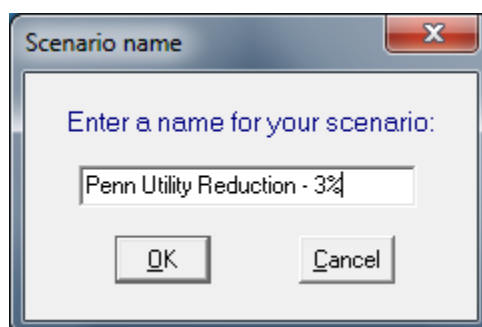 Scenario name
Enter a name for your scenario:
Penn Utility Reduction - 3%
OK
Cancel